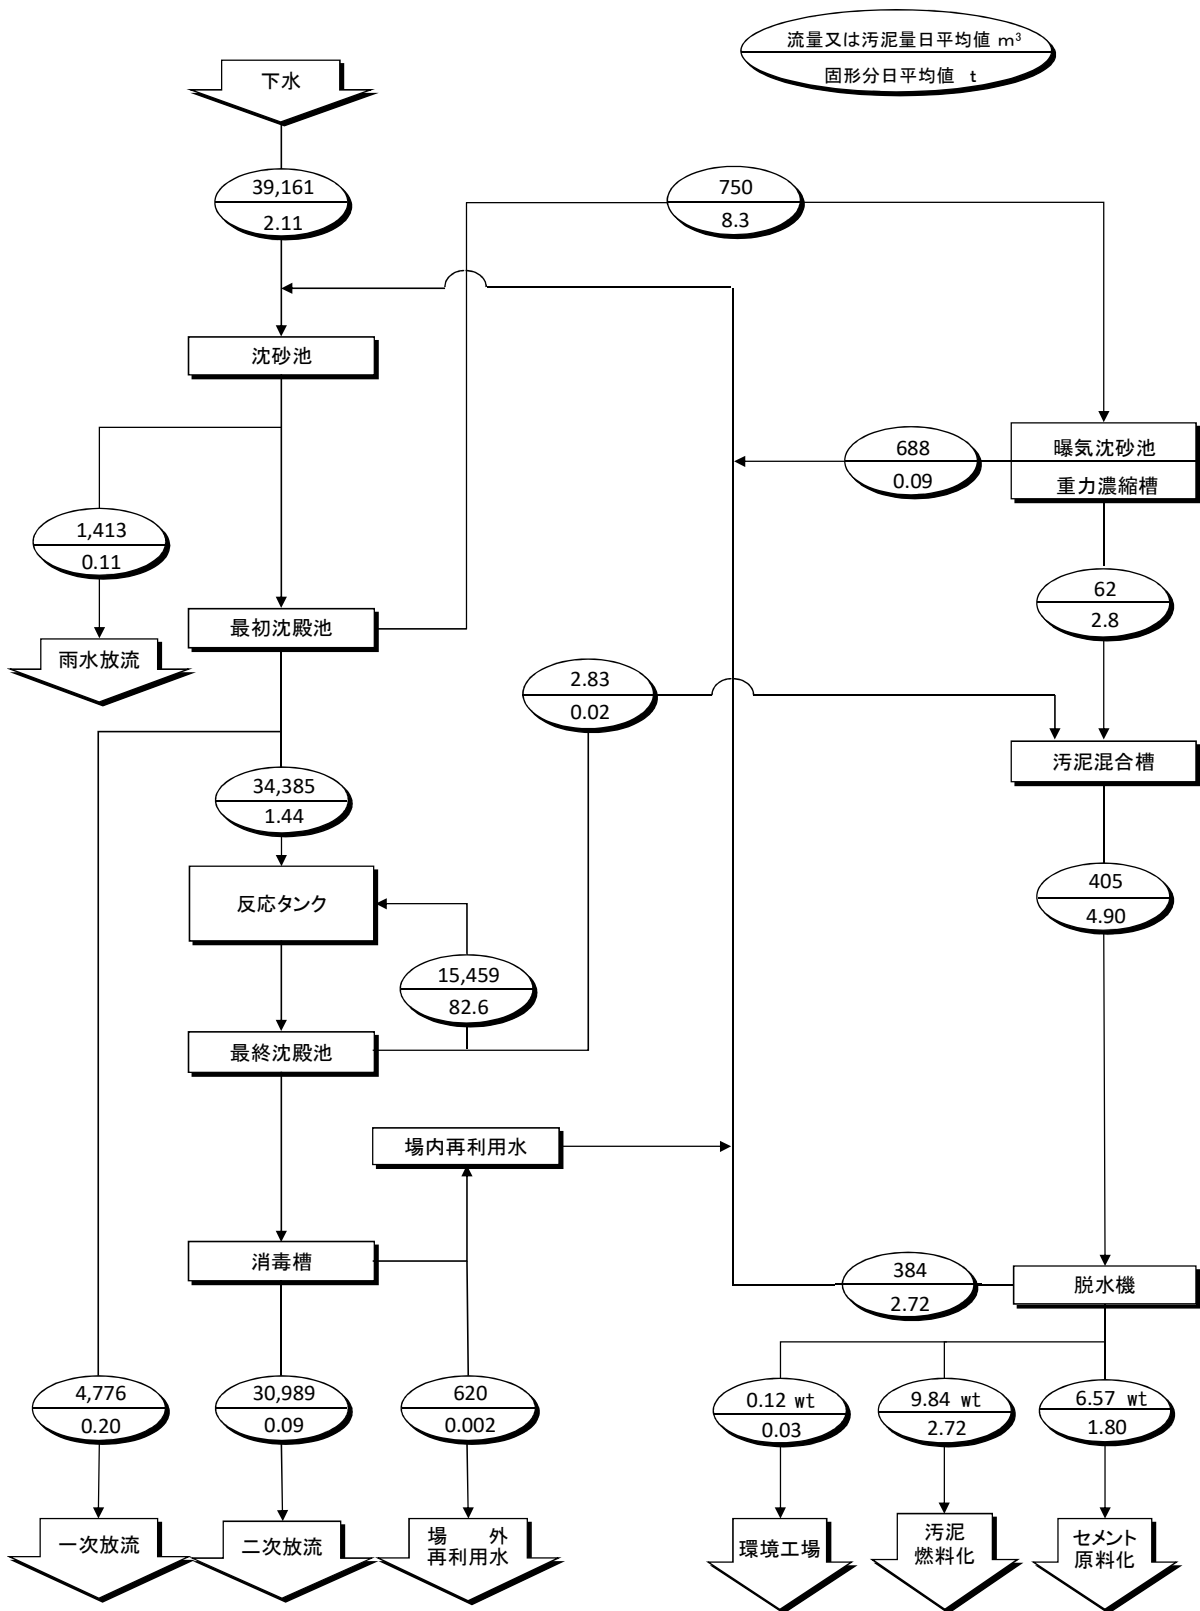 流量又は汚泥量日平均値 m³
固形分日平均値 t
下水
39,161
2.11
750
8.3
沈砂池
688
0.09
曝気沈砂池
重力濃縮槽
1,413
0.11
62
2.8
最初沈殿池
雨水放流
2.83
0.02
汚泥混合槽
34,385
1.44
405
4.90
反応タンク
15,459
82.6
最終沈殿池
場内再利用水
消毒槽
384
2.72
脱水機
4,776
0.20
30,989
0.09
620
0.002
0.12 wt
0.03
9.84 wt
2.72
6.57 wt
1.80
一次放流
二次放流
場 外
再利用水
環境工場
汚泥
燃料化
セメント
原料化